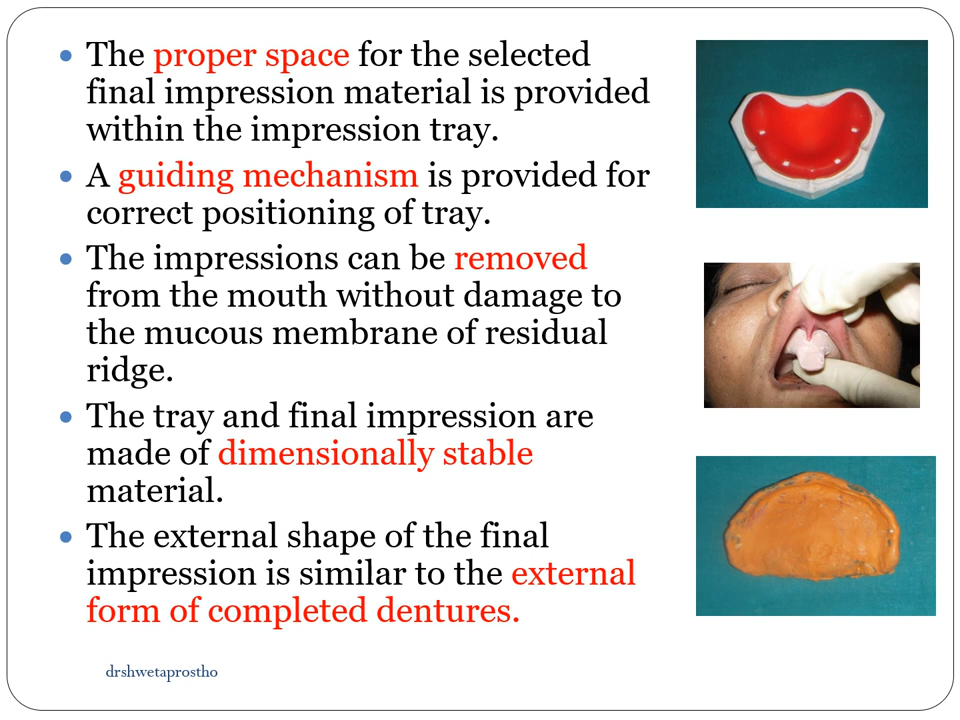 The proper space for the selected
final impression material is provided
within the impression tray.
A guiding mechanism is provided for
correct positioning of tray.
The impressions can be removed
from the mouth without damage to
the mucous membrane of residual
ridge.
The tray and final impression are
made of dimensionally stable
material.
The external shape of the final
impression is similar to the external
form of completed dentures.
drshwetaprostho